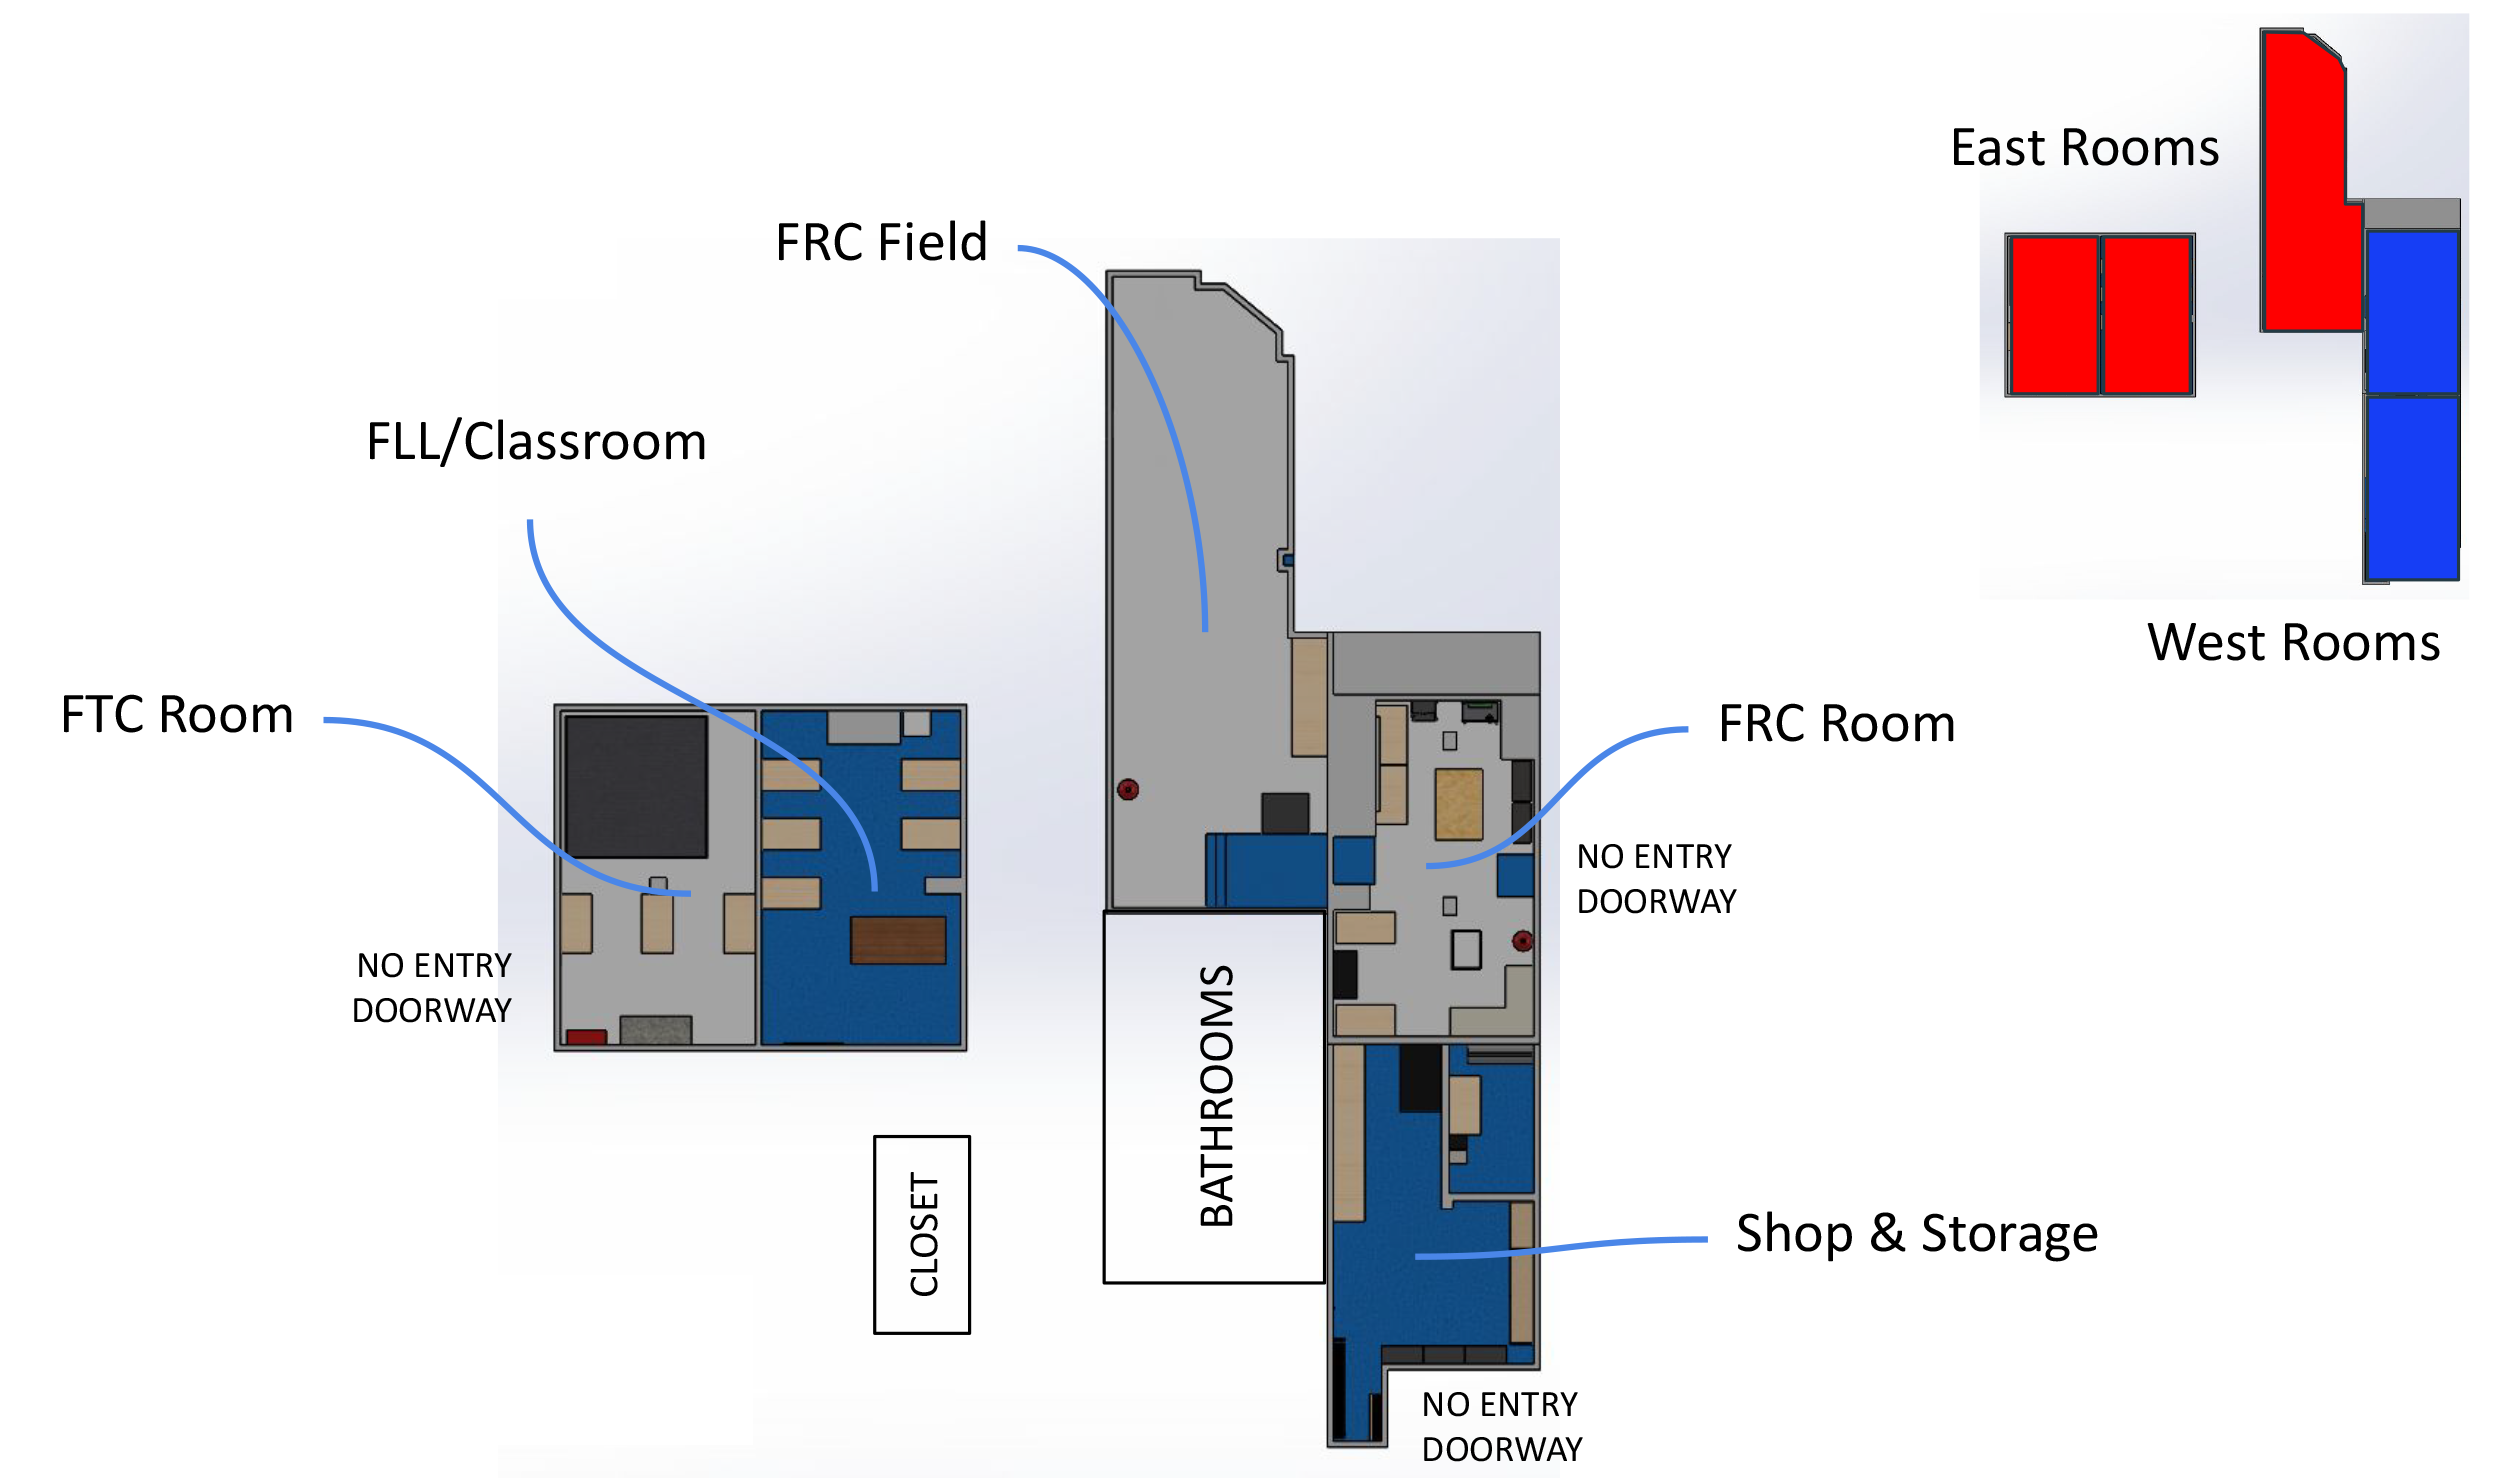 East Rooms
FRC Field
FLL/Classroom
West Rooms
FTC Room
FRC Room
NO ENTRY
DOORWAY
NO ENTRY
DOORWAY
BATHROOMS
CLOSET
Shop & Storage
NO ENTRY
DOORWAY